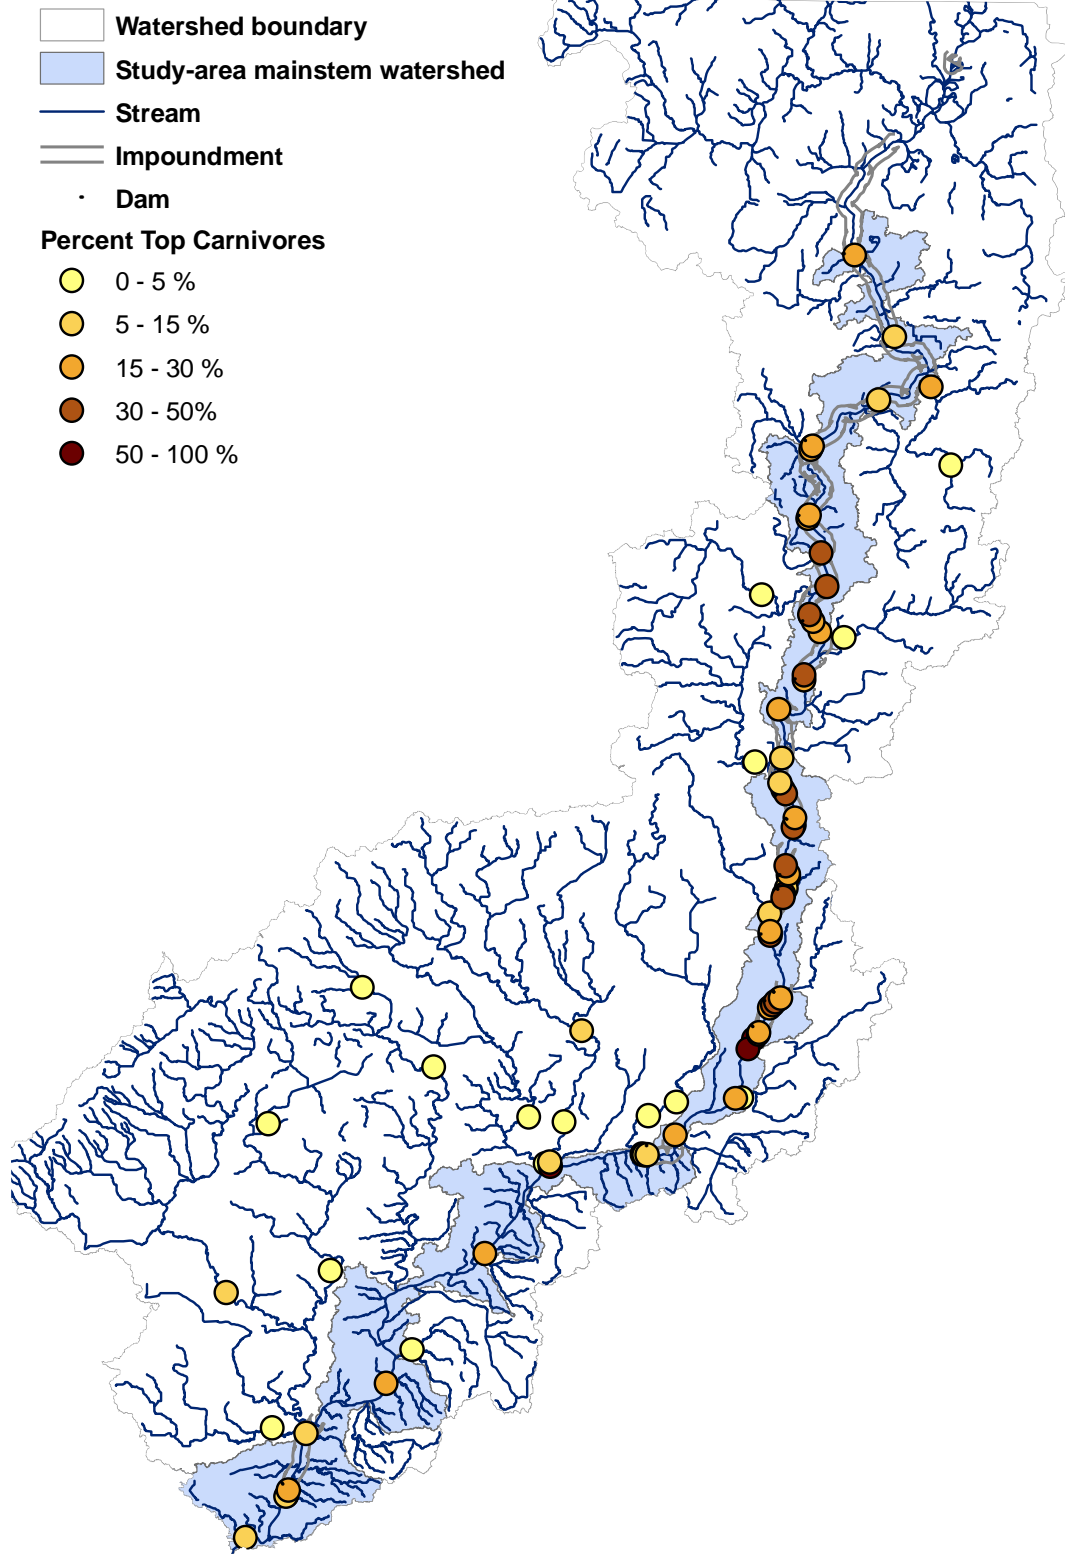 Watershed boundary
Study-area mainstem watershed
Stream
Impoundment
Dam
Percent Top Carnivores
0 - 5 %
5 - 15 %
15 - 30 %
30 - 50%
50 - 100 %